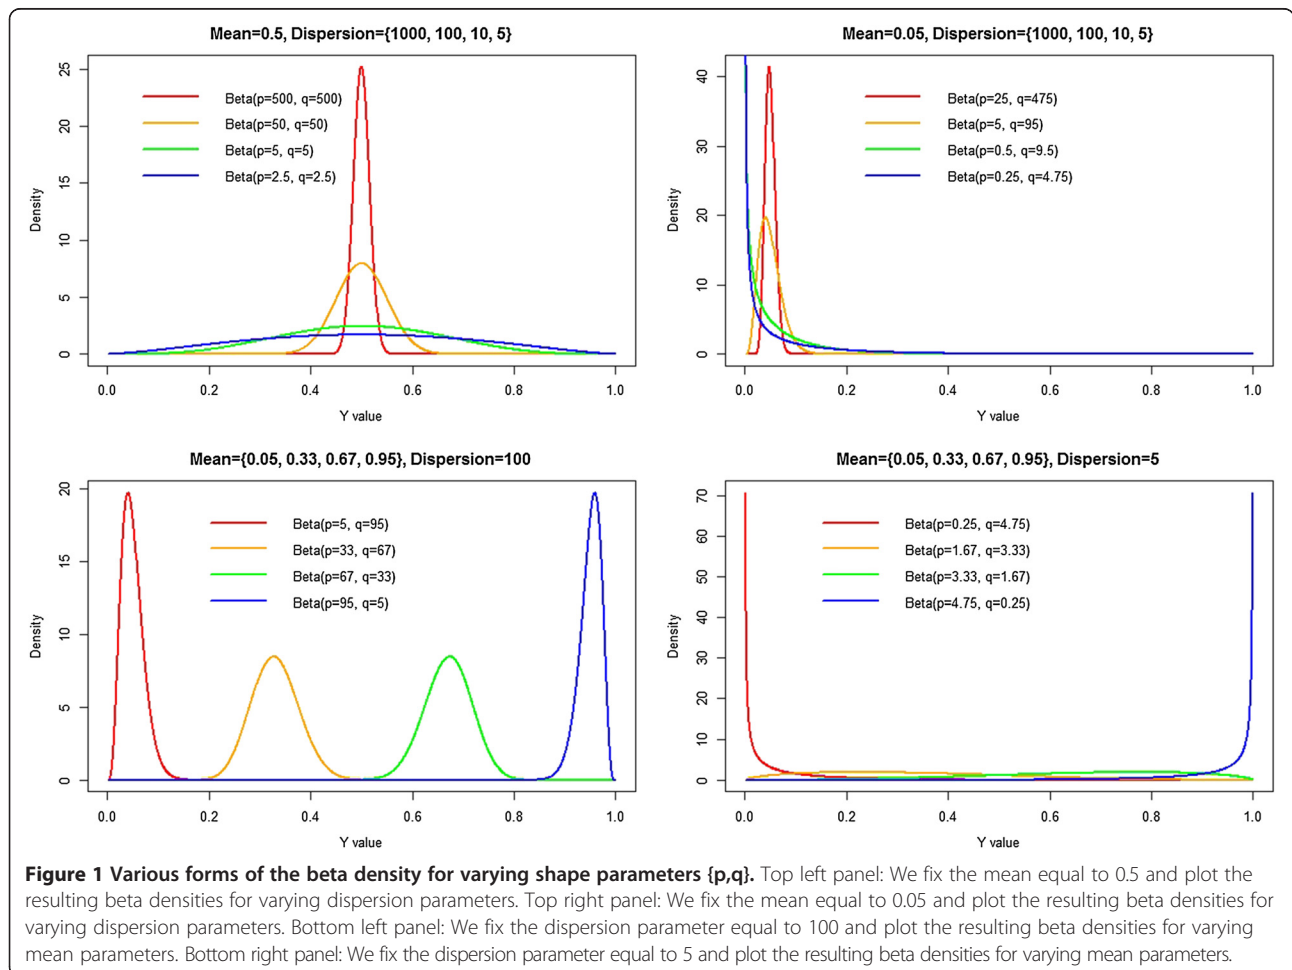 Mean=0.5, Dispersion={1000, 100, 10, 5}
Density
25
20
15
10
5
0
Beta(p=500, q=500)
Beta(p=50, q=50)
Beta(p=5, q=5)
Beta(p=2.5, q=2.5)
0.0 0.2 0.4 0.6 0.8 1.0
Y value
Mean=0.05, Dispersion={1000, 100, 10, 5}
Density
40
30
20
10
0
Beta(p=25, q=475)
Beta(p=5, q=95)
Beta(p=0.5, q=9.5)
Beta(p=0.25, q=4.75)
0.0 0.2 0.4 0.6 0.8 1.0
Y value
Mean={0.05, 0.33, 0.67, 0.95}, Dispersion=100
Density
20
15
10
5
0
Beta(p=5, q=95)
Beta(p=33, q=67)
Beta(p=67, q=33)
Beta(p=95, q=5)
0.0 0.2 0.4 0.6 0.8 1.0
Y value
Mean={0.05, 0.33, 0.67, 0.95}, Dispersion=5
Density
70
60
50
40
30
20
10
0
Beta(p=0.25, q=4.75)
Beta(p=1.67, q=3.33)
Beta(p=3.33, q=1.67)
Beta(p=4.75, q=0.25)
0.0 0.2 0.4 0.6 0.8 1.0
Y value
Figure 1 Various forms of the beta density for varying shape parameters {p,q}. Top left panel: We fix the mean equal to 0.5 and plot the
resulting beta densities for varying dispersion parameters. Top right panel: We fix the mean equal to 0.05 and plot the resulting beta densities for
varying dispersion parameters. Bottom left panel: We fix the dispersion parameter equal to 100 and plot the resulting beta densities for varying
mean parameters. Bottom right panel: We fix the dispersion parameter equal to 5 and plot the resulting beta densities for varying mean parameters.